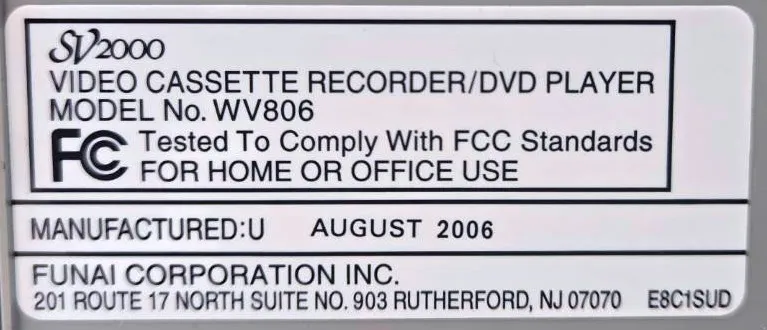 SV2000
VIDEO CASSETTE RECORDER/DVD PLAYER
MODEL No. WV806
FC Tested To Comply With FCC Standards
FOR HOME OR OFFICE USE
MANUFACTURED:U AUGUST 2006
FUNAI CORPORATION INC.
201 ROUTE 17 NORTH SUITE NO. 903 RUTHERFORD, NJ 07070 E8C1SUD